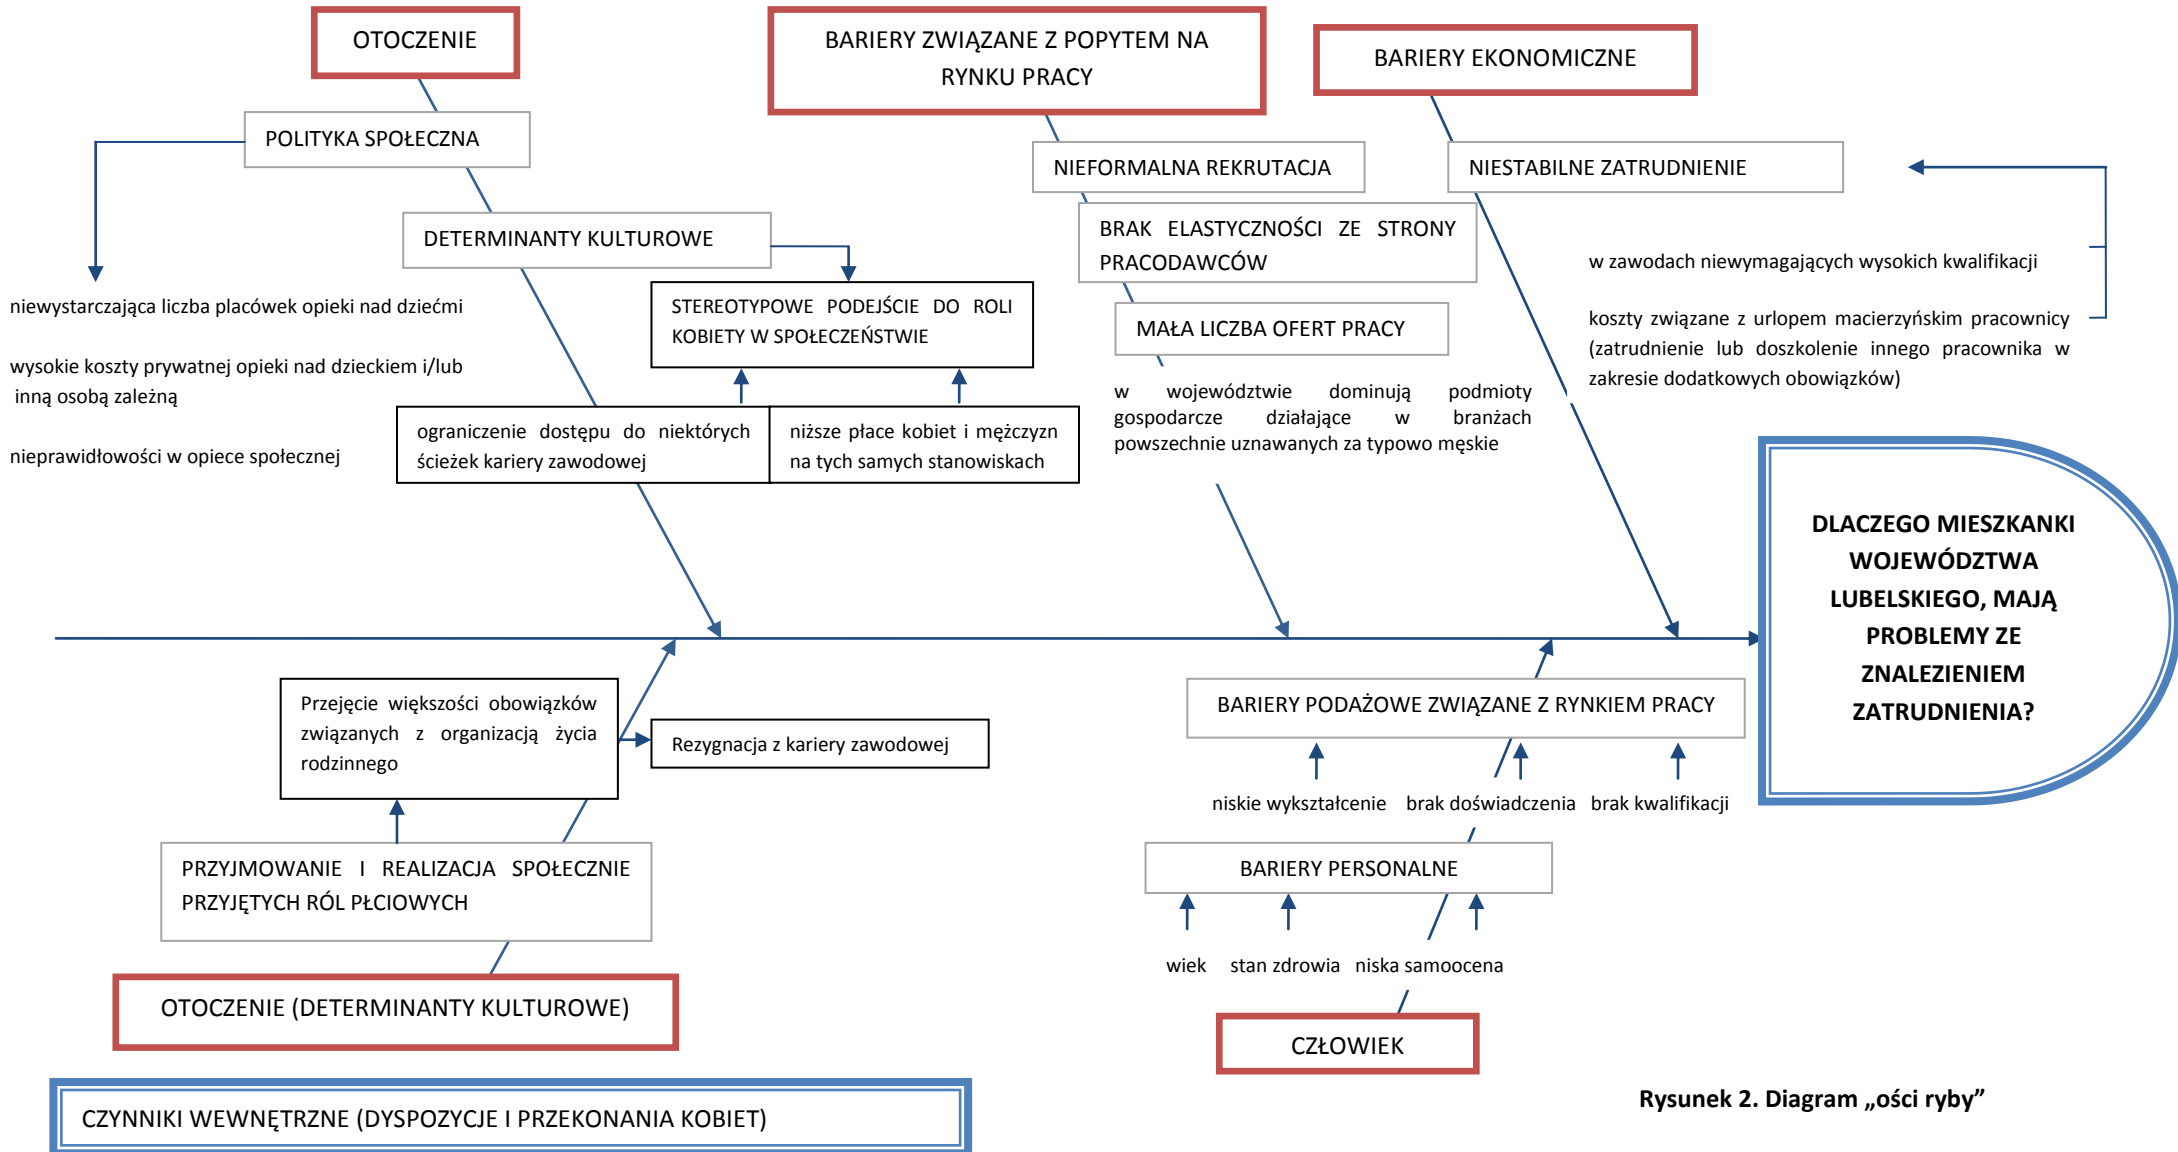 OTOCZENIE
BARIERY ZWIĄZANE Z POPYTEM NA
RYNKU PRACY
BARIERY EKONOMICZNE
POLITYKA SPOŁECZNA
NIEFORMALNA REKRUTACJA
NIESTABILNE ZATRUDNIENIE
DETERMINANTY KULTUROWE
BRAK ELASTYCZNOŚCI ZE STRONY
PRACODAWCÓW
w zawodach niewymagających wysokich kwalifikacji
niewystarczająca liczba placówek opieki nad dziećmi
STEREOTYPOWE PODEJŚCIE DO ROLI
KOBIETY W SPOŁECZEŃSTWIE
MAŁA LICZBA OFERT PRACY
koszty związane z urlopem macierzyńskim pracownicy
(zatrudnienie lub doszkolenie innego pracownika w
zakresie dodatkowych obowiązków)
wysokie koszty prywatnej opieki nad dzieckiem i/lub
inną osobą zależną
w województwie dominują podmioty
gospodarcze działające w branżach
powszechnie uznawanych za typowo męskie
ograniczenie dostępu do niektórych
ścieżek kariery zawodowej
niższe płace kobiet i mężczyzn
na tych samych stanowiskach
nieprawidłowości w opiece społecznej
DLACZEGO MIESZKANKI
WOJEWÓDZTWA
LUBELSKIEGO, MAJĄ
PROBLEMY ZE
ZNALEZIENIEM
ZATRUDNIENIA?
Przejęcie większości obowiązków
związanych z organizacją życia
rodzinnego
Rezygnacja z kariery zawodowej
BARIERY PODAŻOWE ZWIĄZANE Z RYNKIEM PRACY
niskie wykształcenie
brak doświadczenia
brak kwalifikacji
PRZYJMOWANIE I REALIZACJA SPOŁECZNIE
PRZYJĘTYCH RÓL PŁCIOWYCH
BARIERY PERSONALNE
wiek
stan zdrowia
niska samoocena
OTOCZENIE (DETERMINANTY KULTUROWE)
CZŁOWIEK
CZYNNIKI WEWNĘTRZNE (DYSPOZYCJE I PRZEKONANIA KOBIET)
Rysunek 2. Diagram „ości ryby”